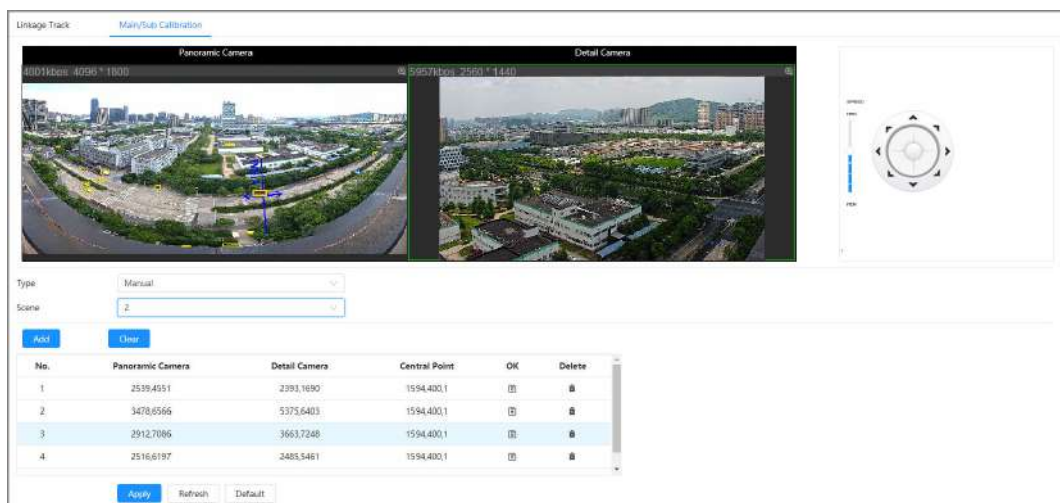 Linkage Track Main/Sub Calibration
Panoramic Camera Detail Camera
4801kbps 4096 * 1800 5957kbps 2560 * 1440
Type Manual
Scene 2
Add Clear
No. Panoramic Camera Detail Camera Central Point OK Delete
1 2539,4551 2393,1690 1594,400,1
2 3478,6566 5375,6403 1594,400,1
3 2912,7086 3663,7248 1594,400,1
4 2516,6197 2485,5461 1594,400,1
Apply Refresh Default